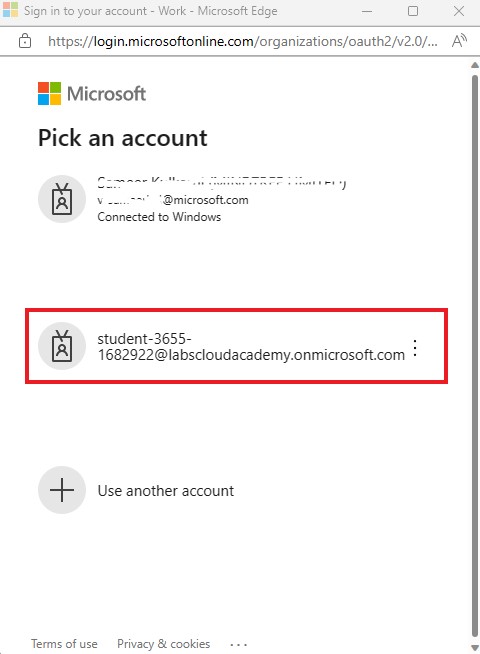 Sign in to your account - Work - Microsoft Edge
https://login.microsoftonline.com/organizations/oauth2/v2.0/...
Microsoft
Pick an account
@microsoft.com
Connected to Windows
student-3655-
1682922@labscloudacademy.onmicrosoft.com
Use another account
Terms of use Privacy & cookies ...